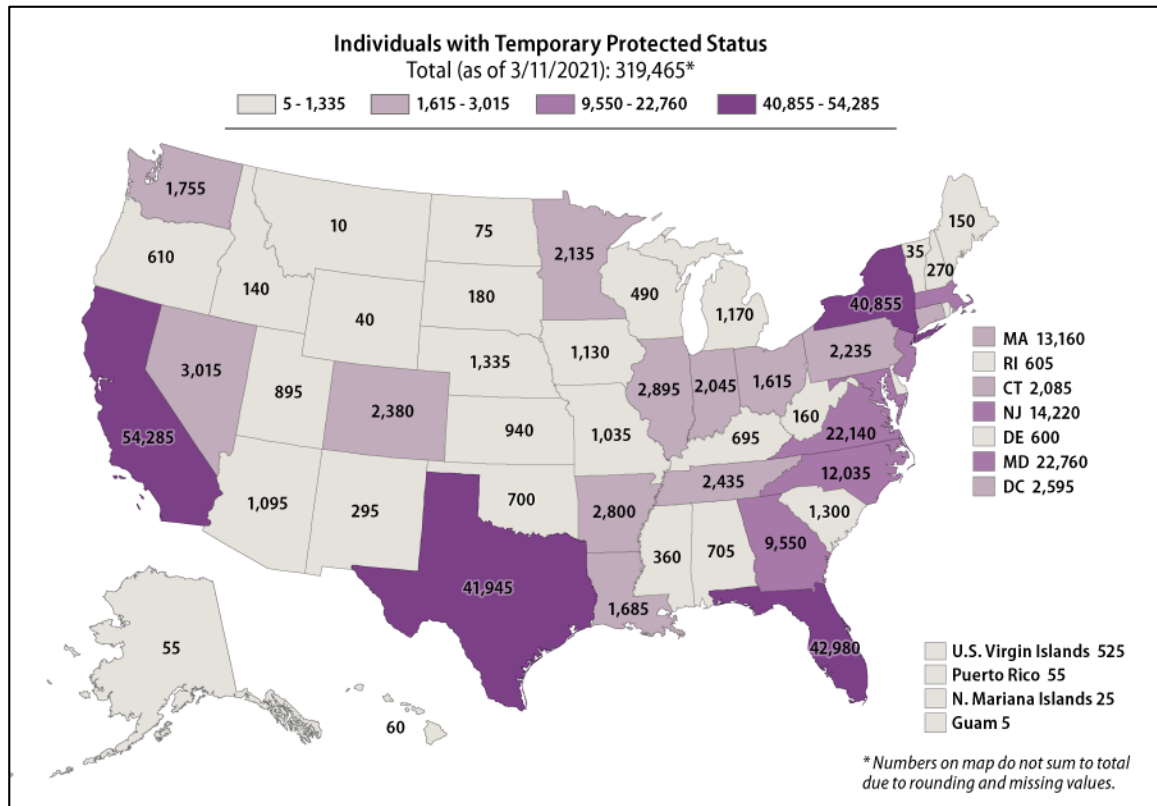 Individuals with Temporary Protected Status
Total (as of 3/11/2021): 319,465*
5 - 1,335
1,615 - 3,015
9,550 - 22,760
40,855 - 54,285
1,755
10
75
2,135
150
35
270
610
140
180
490
1,170
40,855
40
1,335
1,130
2,235
3,015
895
2,380
2,895
2,045
1,615
160
54,285
940
1,035
695
22,140
12,035
1,095
295
700
2,800
2,435
1,300
360
705
9,550
41,945
1,685
42,980
55
60
MA 13,160
RI 605
CT 2,085
NJ 14,220
DE 600
MD 22,760
DC 2,595
U.S. Virgin Islands 525
Puerto Rico 55
N. Mariana Islands 25
Guam 5
* Numbers on map do not sum to total
due to rounding and missing values.